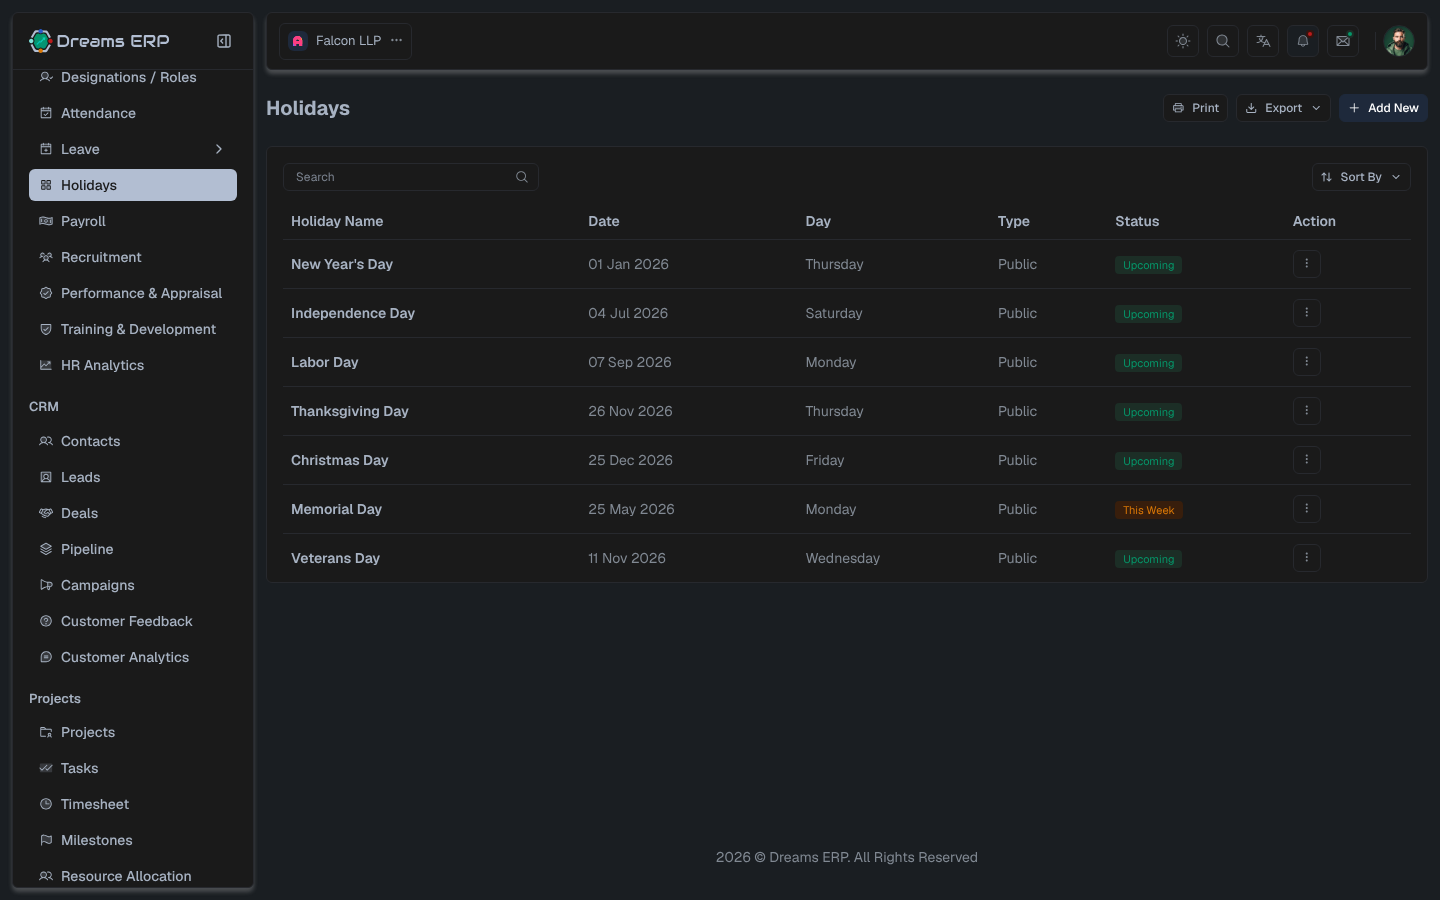 Dreams ERP
Designations / Roles
Attendance
Leave
Holidays
Payroll
Recruitment
Performance & Appraisal
Training & Development
HR Analytics
CRM
Contacts
Leads
Deals
Pipeline
Campaigns
Customer Feedback
Customer Analytics
Projects
Projects
Tasks
Timesheet
Milestones
Resource Allocation
Falcon LLP ···
Holidays
Print
Export
+ Add New
Search
Sort By
Holiday Name Date Day Type Status Action
New Year's Day 01 Jan 2026 Thursday Public Upcoming
Independence Day 04 Jul 2026 Saturday Public Upcoming
Labor Day 07 Sep 2026 Monday Public Upcoming
Thanksgiving Day 26 Nov 2026 Thursday Public Upcoming
Christmas Day 25 Dec 2026 Friday Public Upcoming
Memorial Day 25 May 2026 Monday Public This Week
Veterans Day 11 Nov 2026 Wednesday Public Upcoming
2026 © Dreams ERP. All Rights Reserved